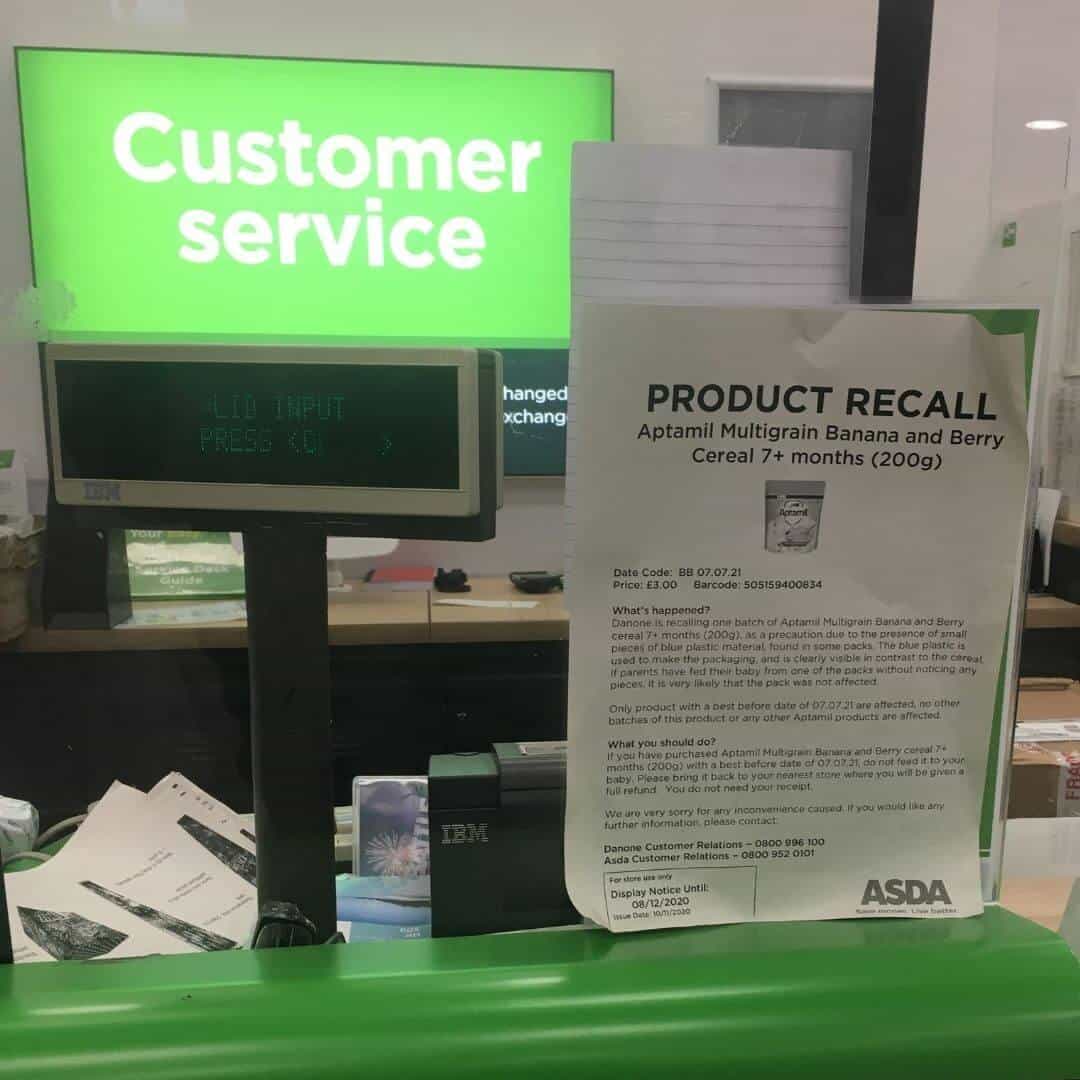 Customer
service
LID INPUT
PRESS <0> >
IBM
hanged
xchang
Your
Guide
IBM
PRODUCT RECALL
Aptamil Multigrain Banana and Berry
Cereal 7+ months (200g)
Aptamil
Date Code: BB 07.07.21
Price: £3.00 Barcode: 505159400834
What's happened?
Danone is recalling one batch of Aptamil Multigrain Banana and Berry
cereal 7+ months (200g), as a precaution due to the presence of small
pieces of blue plastic material, found in some packs. The blue plastic is
used to make the packaging, and is clearly visible in contrast to the cereal.
If parents have fed their baby from one of the packs without noticing any
pieces, it is very likely that the pack was not affected.
Only product with a best before date of 07.07.21 are affected, no other
batches of this product or any other Aptamil products are affected.
What you should do?
If you have purchased Aptamil Multigrain Banana and Berry cereal 7+
months (200g) with a best before date of 07.07.21, do not feed it to your
baby. Please bring it back to your nearest store where you will be given a
full refund. You do not need your receipt.
We are very sorry for any inconvenience caused. If you would like any
further information, please contact:
Danone Customer Relations – 0800 996 100
Asda Customer Relations – 0800 952 0101
For store use only
Display Notice Until:
08/12/2020
Issue Date: 10/11/2020
ASDA
Save money. Live better.
FRA